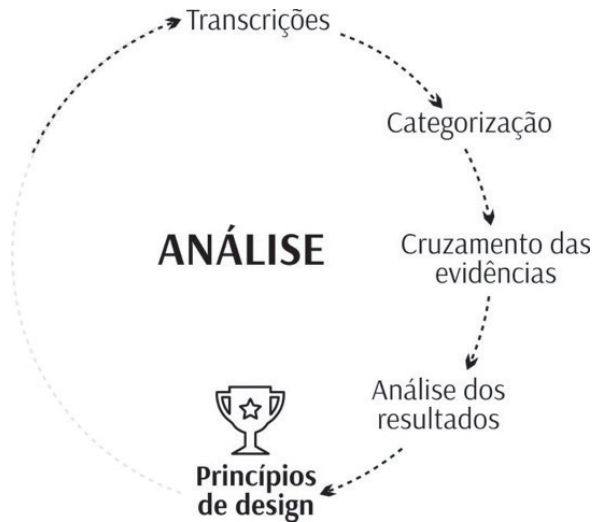 Transcrições
Categorização
ANÁLISE
Cruzamento das
evidências
Análise dos
resultados
Princípios
de design